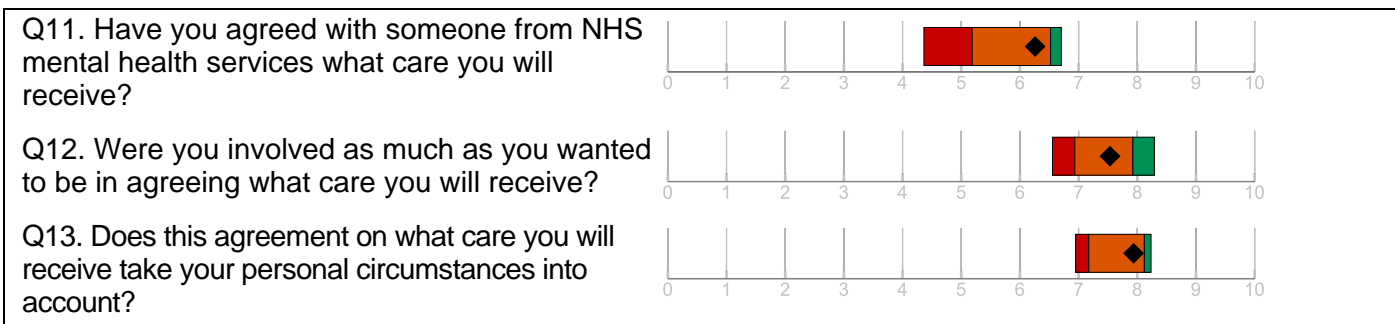 Q11. Have you agreed with someone from NHS
mental health services what care you will
receive?
0 1 2 3 4 5 6 7 8 9 10
Q12. Were you involved as much as you wanted
to be in agreeing what care you will receive?
0 1 2 3 4 5 6 7 8 9 10
Q13. Does this agreement on what care you will
receive take your personal circumstances into
account?
0 1 2 3 4 5 6 7 8 9 10